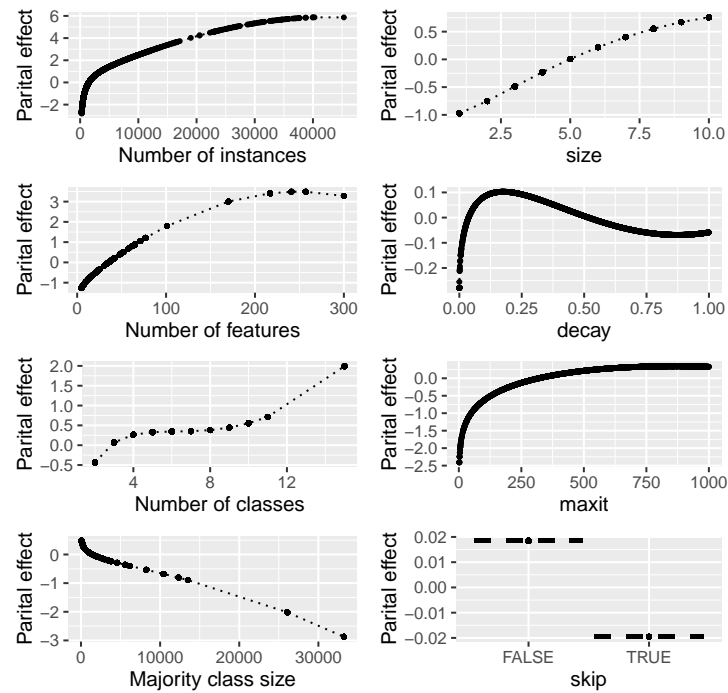 Parital effect
6
4
2
0
−2
0 10000 20000 30000 40000
Number of instances
Parital effect
0.5
0.0
−0.5
−1.0
2.5 5.0 7.5 10.0
size
Parital effect
3
2
1
0
−1
0 100 200 300
Number of features
Parital effect
0.1
0.0
−0.1
−0.2
0.00 0.25 0.50 0.75 1.00
decay
Parital effect
2.0
1.5
1.0
0.5
0.0
−0.5
4 8 12
Number of classes
Parital effect
0.0
−0.5
−1.0
−1.5
−2.0
−2.5
0 250 500 750 1000
maxit
Parital effect
0
−1
−2
−3
0 10000 20000 30000
Majority class size
Parital effect
0.02
0.01
0.00
−0.01
−0.02
FALSE TRUE
skip